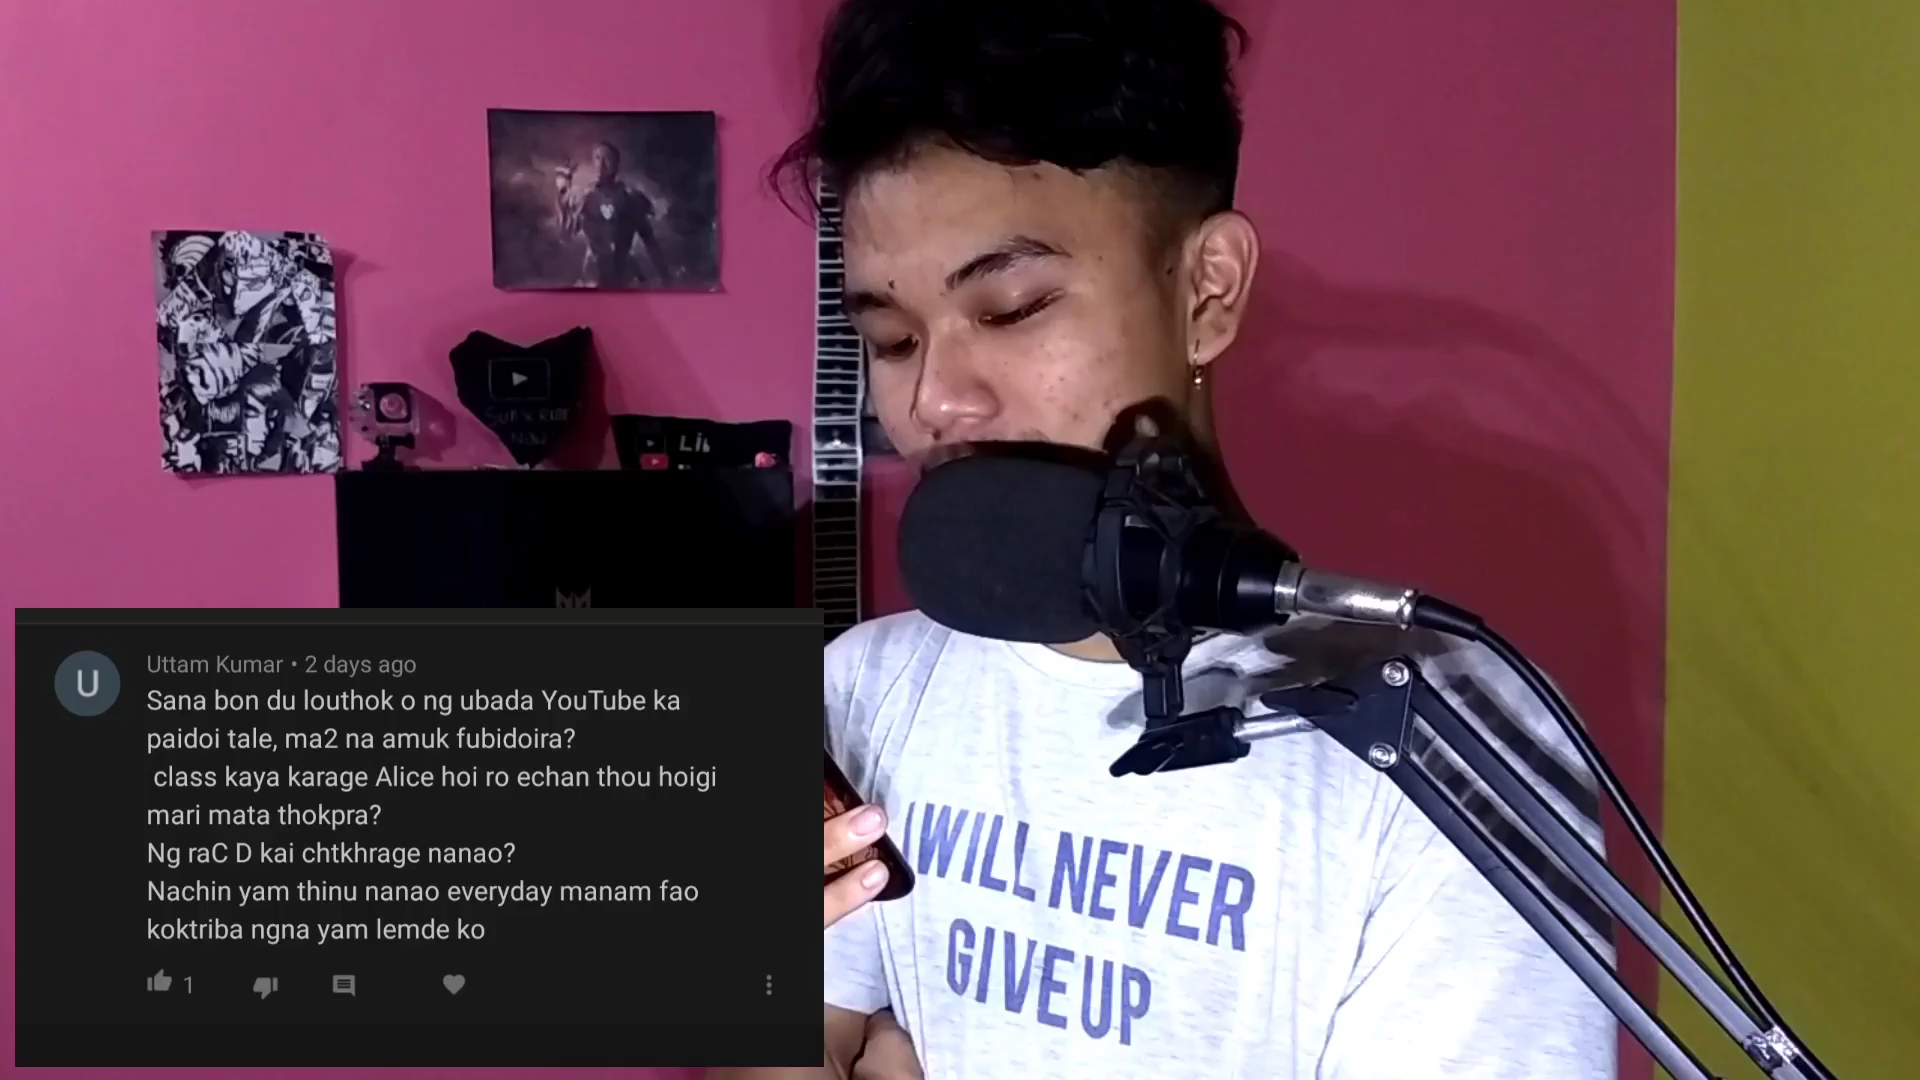 SUBSCRIBE
NOW
U
Uttam Kumar • 2 days ago
Sana bon du louthok o ng ubada YouTube ka
paidoi tale, ma2 na amuk fubidoira?
class kaya karage Alice hoi ro echan thou hoigi
mari mata thokpra?
Ng raC D kai chtkhrage nanao?
Nachin yam thinu nanao everyday manam fao
koktriba ngna yam lemde ko
1
I WILL NEVER
GIVE UP